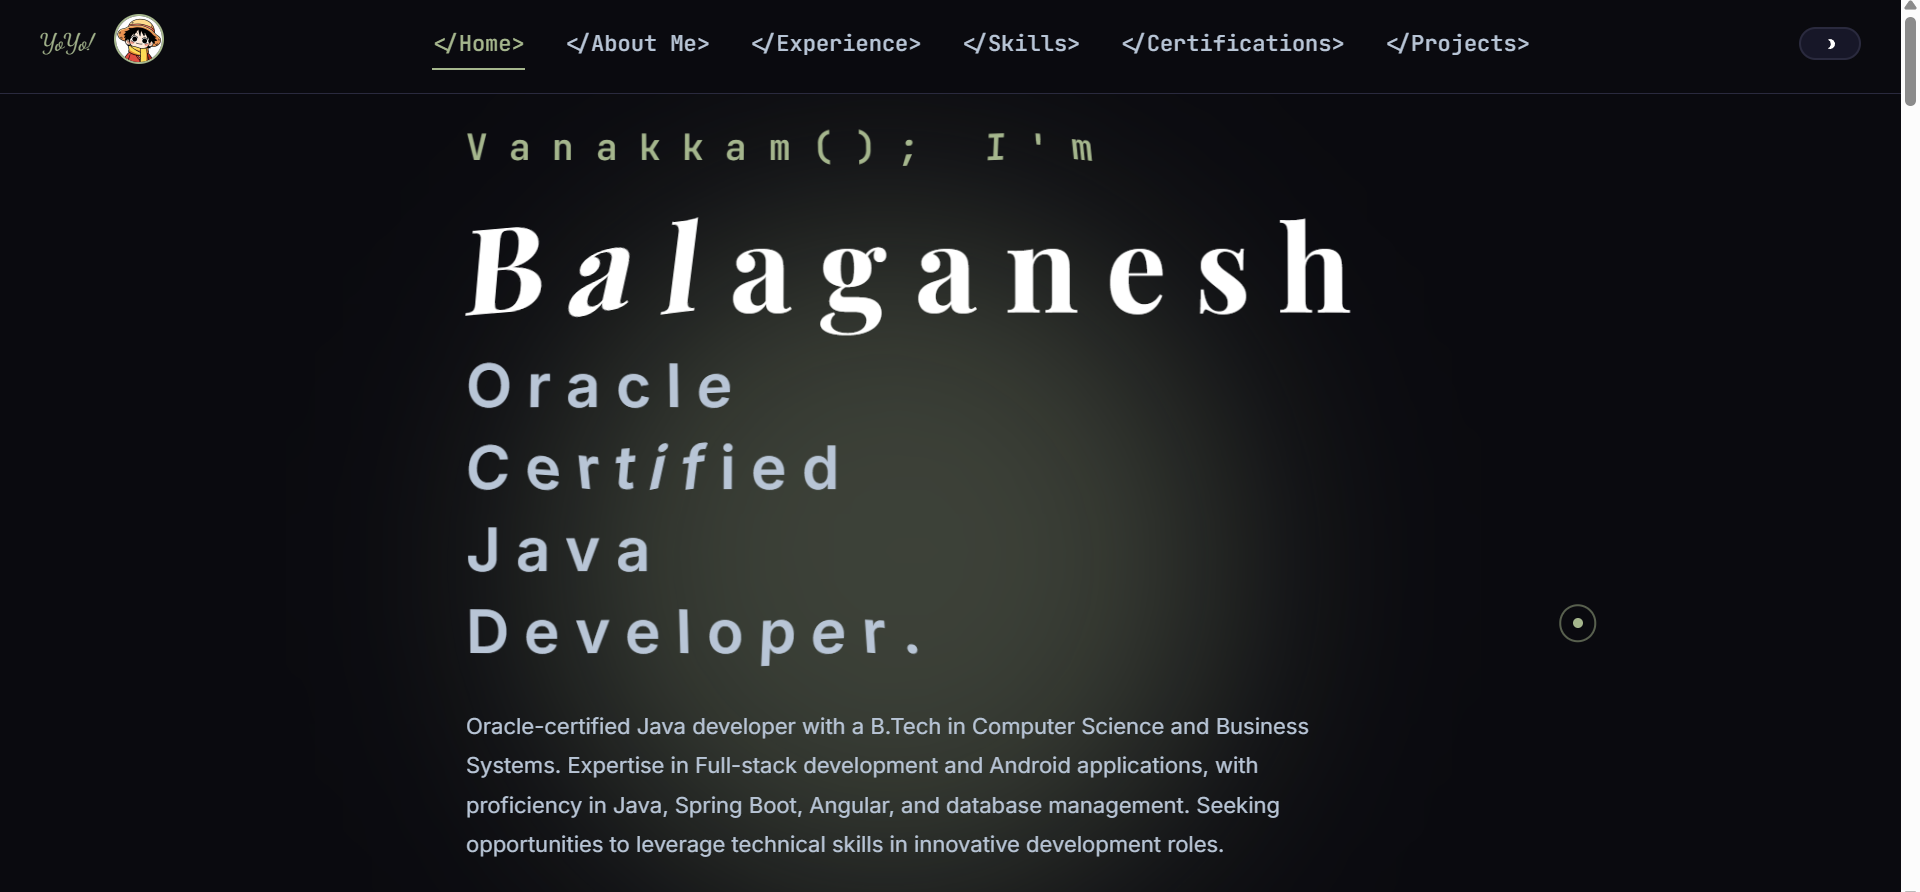 YoYo!
</Home> </About Me> </Experience> </Skills> </Certifications> </Projects>
Vanakkam(); I'm
Balaganesh
Oracle
Certified
Java
Developer.
Oracle-certified Java developer with a B.Tech in Computer Science and Business
Systems. Expertise in Full-stack development and Android applications, with
proficiency in Java, Spring Boot, Angular, and database management. Seeking
opportunities to leverage technical skills in innovative development roles.